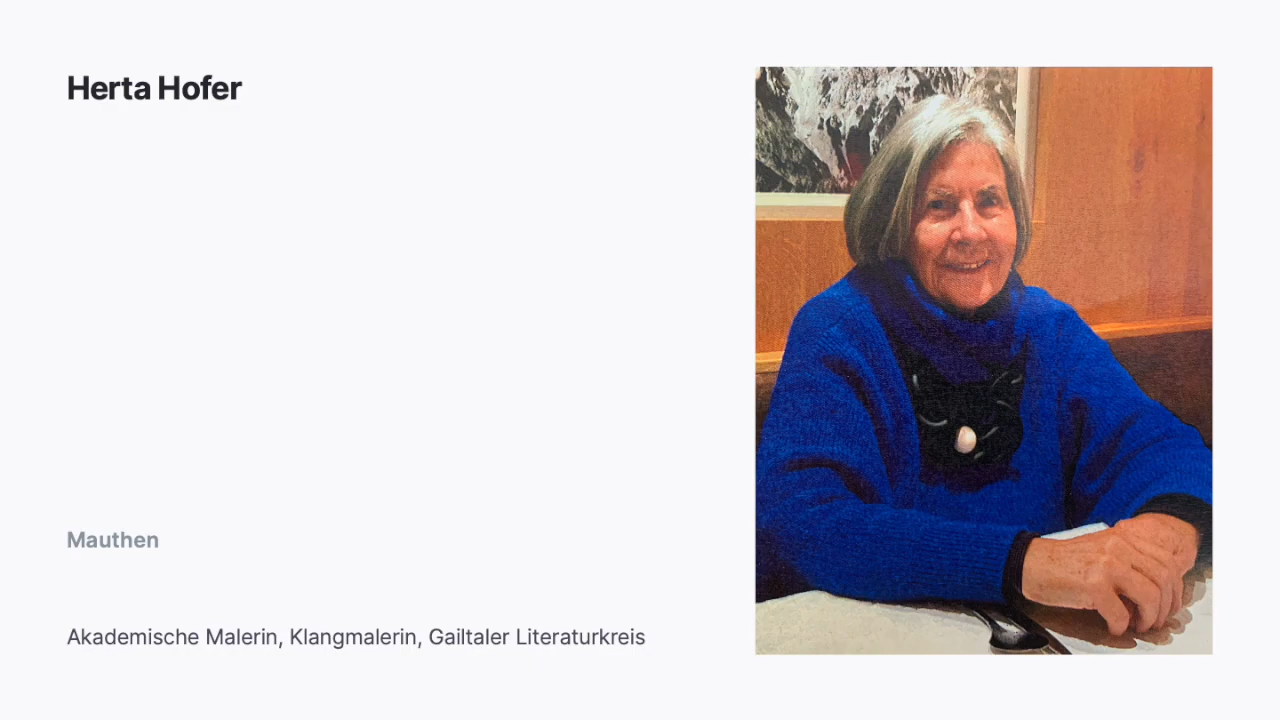 Herta Hofer
Mauthen
Akademische Malerin, Klangmalerin, Gailtaler Literaturkreis